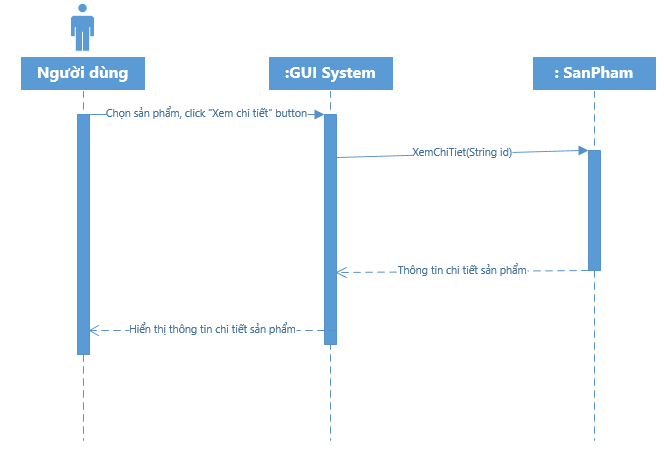 Người dùng
:GUI System
: SanPham
Chọn sản phẩm, click "Xem chi tiết" button
XemChiTiet(String id)
Thông tin chi tiết sản phẩm
Hiển thị thông tin chi tiết sản phẩm